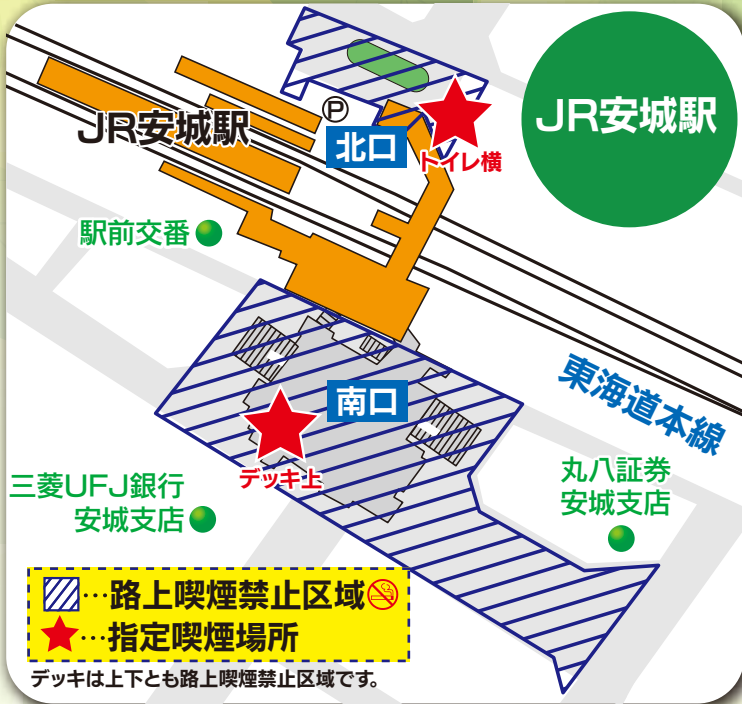 JR安城駅
JR安城駅
Ⓟ
北口
トイレ横
駅前交番
東海道本線
南口
デッキ上
三菱UFJ銀行
安城支店
丸八証券
安城支店
…路上喫煙禁止区域
…指定喫煙場所
デッキは上下とも路上喫煙禁止区域です。